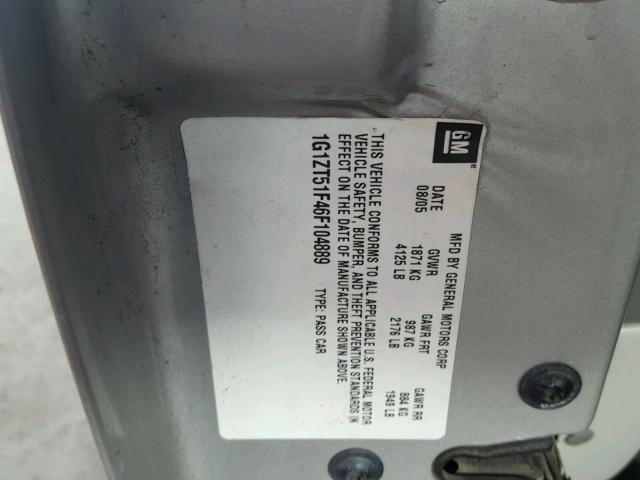 GM
MFD BY GENERAL MOTORS CORP
DATE GVWR GAWR FRT GAWR RR
08/05 1871 KG 987 KG 884 KG
4125 LB 2176 LB 1949 LB
THIS VEHICLE CONFORMS TO ALL APPLICABLE U.S. FEDERAL MOTOR
VEHICLE SAFETY, BUMPER, AND THEFT PREVENTION STANDARDS IN
EFFECT ON THE DATE OF MANUFACTURE SHOWN ABOVE.
1G1ZT51F46F104889 TYPE: PASS CAR